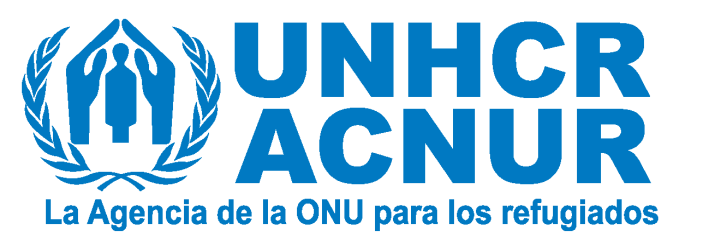 UNHCR
ACNUR
La Agencia de la ONU para los refugiados